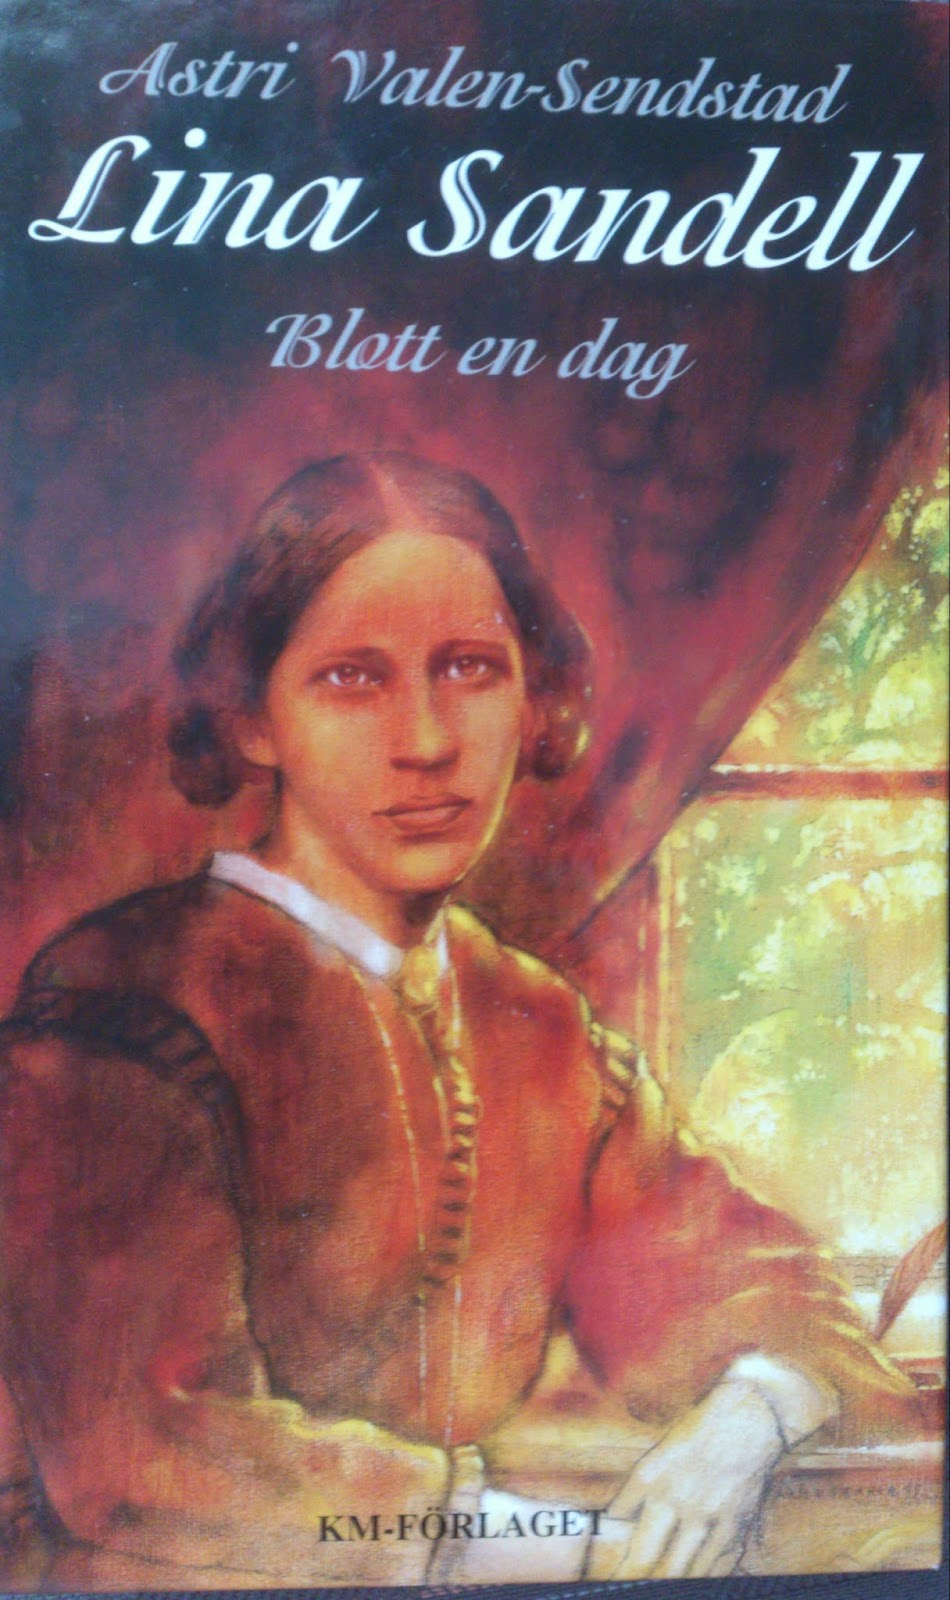 Astri Valen-Sendstad
Lina Sandell
Blott en dag
KM-FÖRLAGET